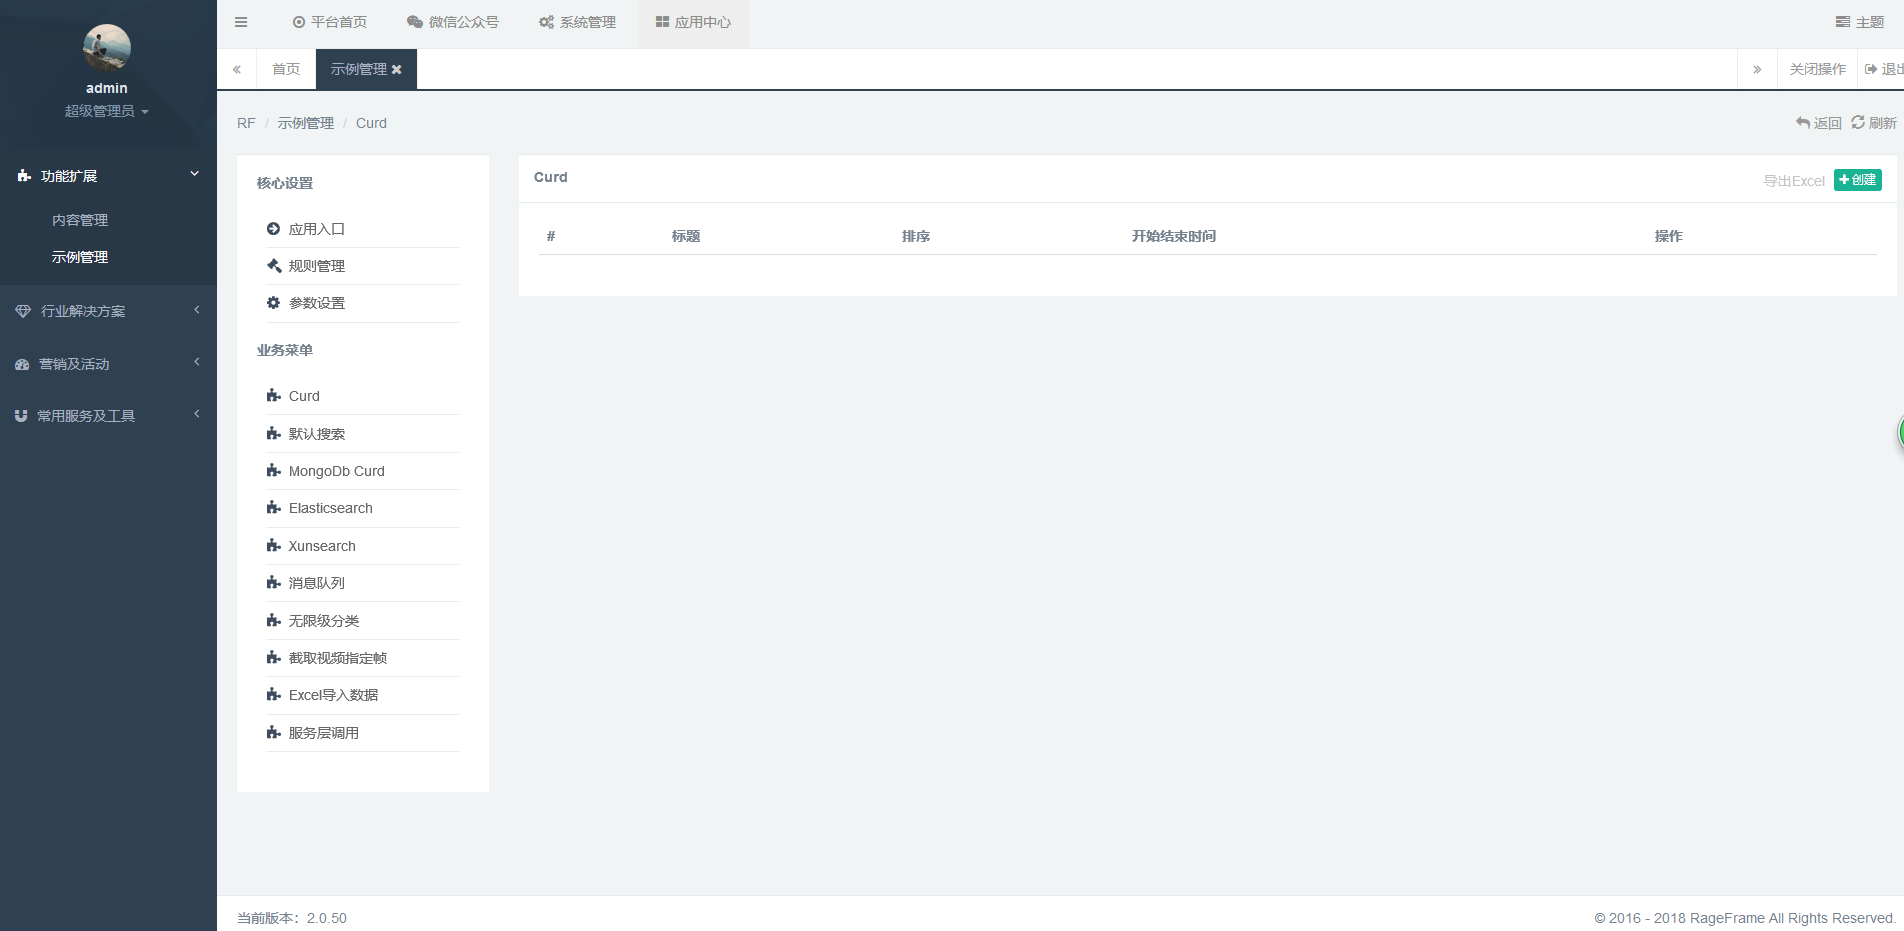 平台首页 微信公众号 系统管理 应用中心 主题
admin
超级管理员
首页 示例管理 关闭操作 退出
RF / 示例管理 / Curd 返回 刷新
功能扩展
内容管理
示例管理
行业解决方案
营销及活动
常用服务及工具
核心设置
应用入口
规则管理
参数设置
业务菜单
Curd
默认搜索
MongoDb Curd
Elasticsearch
Xunsearch
消息队列
无限级分类
截取视频指定帧
Excel导入数据
服务层调用
Curd 导出Excel 创建
# 标题 排序 开始结束时间 操作
当前版本：2.0.50 © 2016 - 2018 RageFrame All Rights Reserved.